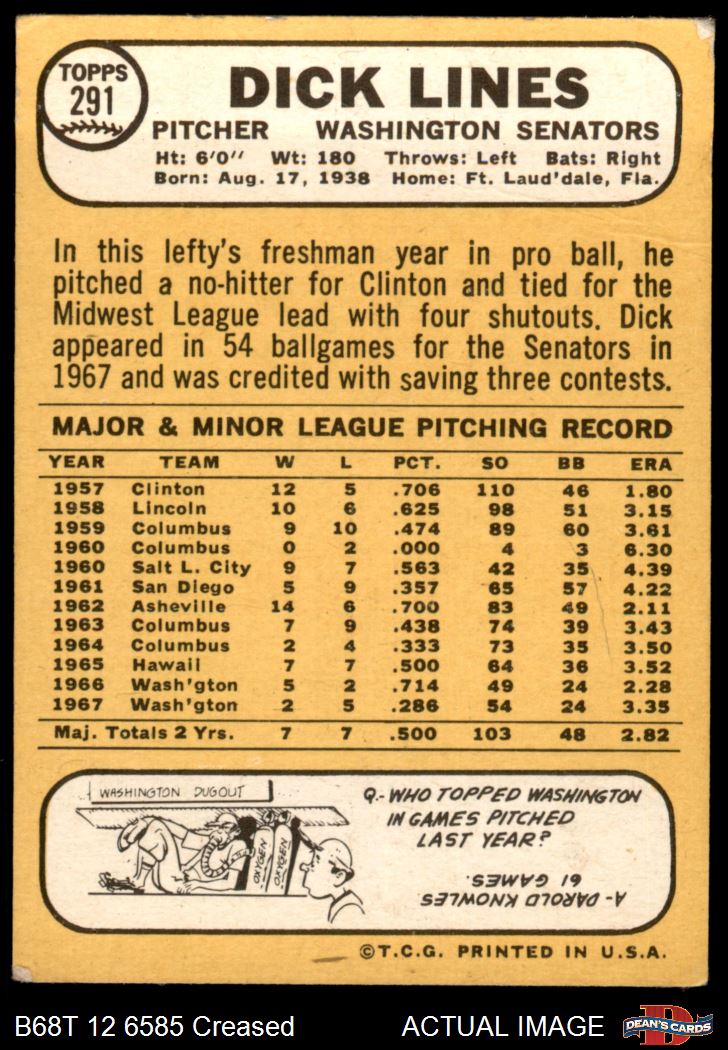 TOPPS
291
DICK LINES
PITCHER WASHINGTON SENATORS
Ht: 6'0" Wt: 180 Throws: Left Bats: Right
Born: Aug. 17, 1938 Home: Ft. Laud'dale, Fla.
In this lefty's freshman year in pro ball, he
pitched a no-hitter for Clinton and tied for the
Midwest League lead with four shutouts. Dick
appeared in 54 ballgames for the Senators in
1967 and was credited with saving three contests.
MAJOR & MINOR LEAGUE PITCHING RECORD
YEAR TEAM W L PCT. SO BB ERA
1957 Clinton 12 5 .706 110 46 1.80
1958 Lincoln 10 6 .625 98 51 3.15
1959 Columbus 9 10 .474 89 60 3.61
1960 Columbus 0 2 .000 4 3 6.30
1960 Salt L. City 9 7 .563 42 35 4.39
1961 San Diego 5 9 .357 65 57 4.22
1962 Asheville 14 6 .700 83 49 2.11
1963 Columbus 7 9 .438 74 39 3.43
1964 Columbus 2 4 .333 73 35 3.50
1965 Hawaii 7 7 .500 64 36 3.52
1966 Wash'gton 5 2 .714 49 24 2.28
1967 Wash'gton 2 5 .286 54 24 3.35
Maj. Totals 2 Yrs. 7 7 .500 103 48 2.82
WASHINGTON DUGOUT
OXYGEN
OXYGEN
Q.- WHO TOPPED WASHINGTON
IN GAMES PITCHED
LAST YEAR?
A- DAROLD KNOWLES
61 GAMES.
©T.C.G. PRINTED IN U.S.A.
B68T 12 6585 Creased ACTUAL IMAGE
DEAN'S CARDS